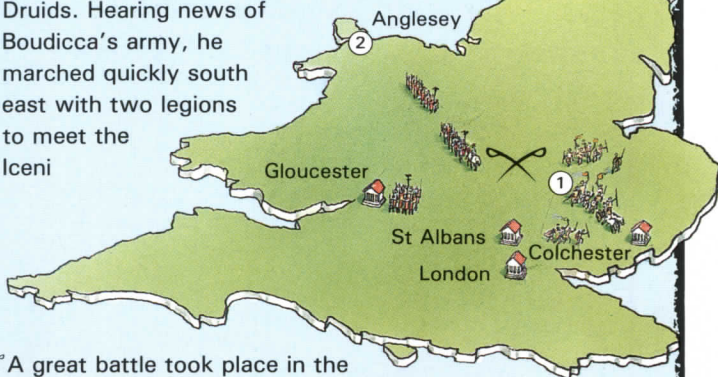 Druids. Hearing news of
Boudicca's army, he
marched quickly south
east with two legions
to meet the
Iceni
Anglesey
2
Gloucester
1
St Albans
Colchester
London
A great battle took place in the